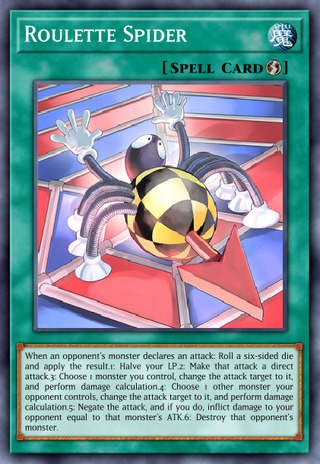 Roulette Spider
[Spell Card]
When an opponent's monster declares an attack: Roll a six-sided die
and apply the result.1: Halve your LP.2: Make that attack a direct
attack.3: Choose 1 monster you control, change the attack target to it,
and perform damage calculation.4: Choose 1 other monster your
opponent controls, change the attack target to it, and perform damage
calculation.5: Negate the attack, and if you do, inflict damage to your
opponent equal to that monster's ATK.6: Destroy that opponent's
monster.